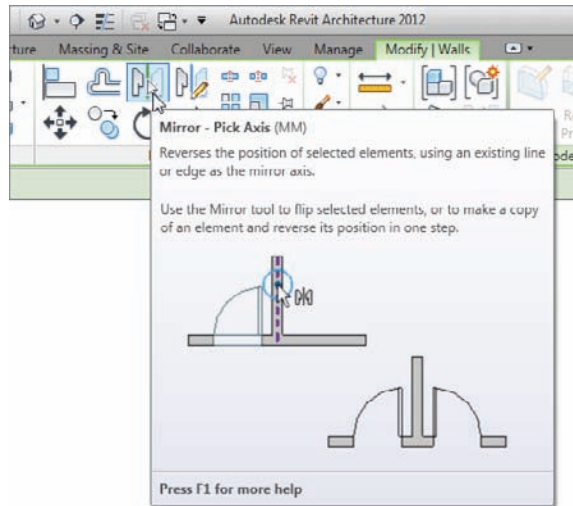 Autodesk Revit Architecture 2012
ture Massing & Site Collaborate View Manage Modify | Walls
Mirror - Pick Axis (MM)
Reverses the position of selected elements, using an existing line
or edge as the mirror axis.
Use the Mirror tool to flip selected elements, or to make a copy
of an element and reverse its position in one step.
Press F1 for more help